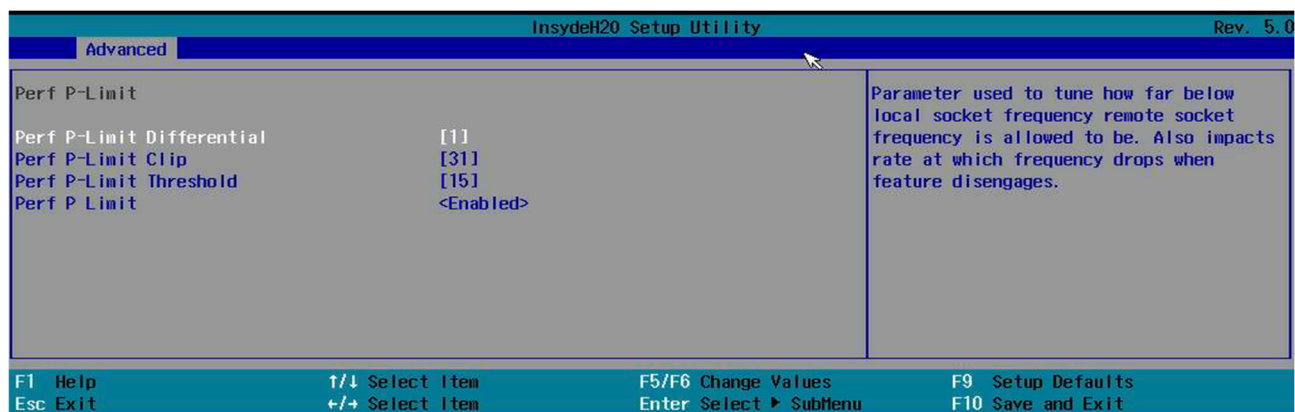 InsydeH20 Setup Utility Rev. 5.0
Advanced
Perf P-Limit
Perf P-Limit Differential [1]
Perf P-Limit Clip [31]
Perf P-Limit Threshold [15]
Perf P Limit <Enabled>
Parameter used to tune how far below
local socket frequency remote socket
frequency is allowed to be. Also impacts
rate at which frequency drops when
feature disengages.
F1 Help ↑/↓ Select Item F5/F6 Change Values F9 Setup Defaults
Esc Exit ←/→ Select Item Enter Select ▶ SubMenu F10 Save and Exit